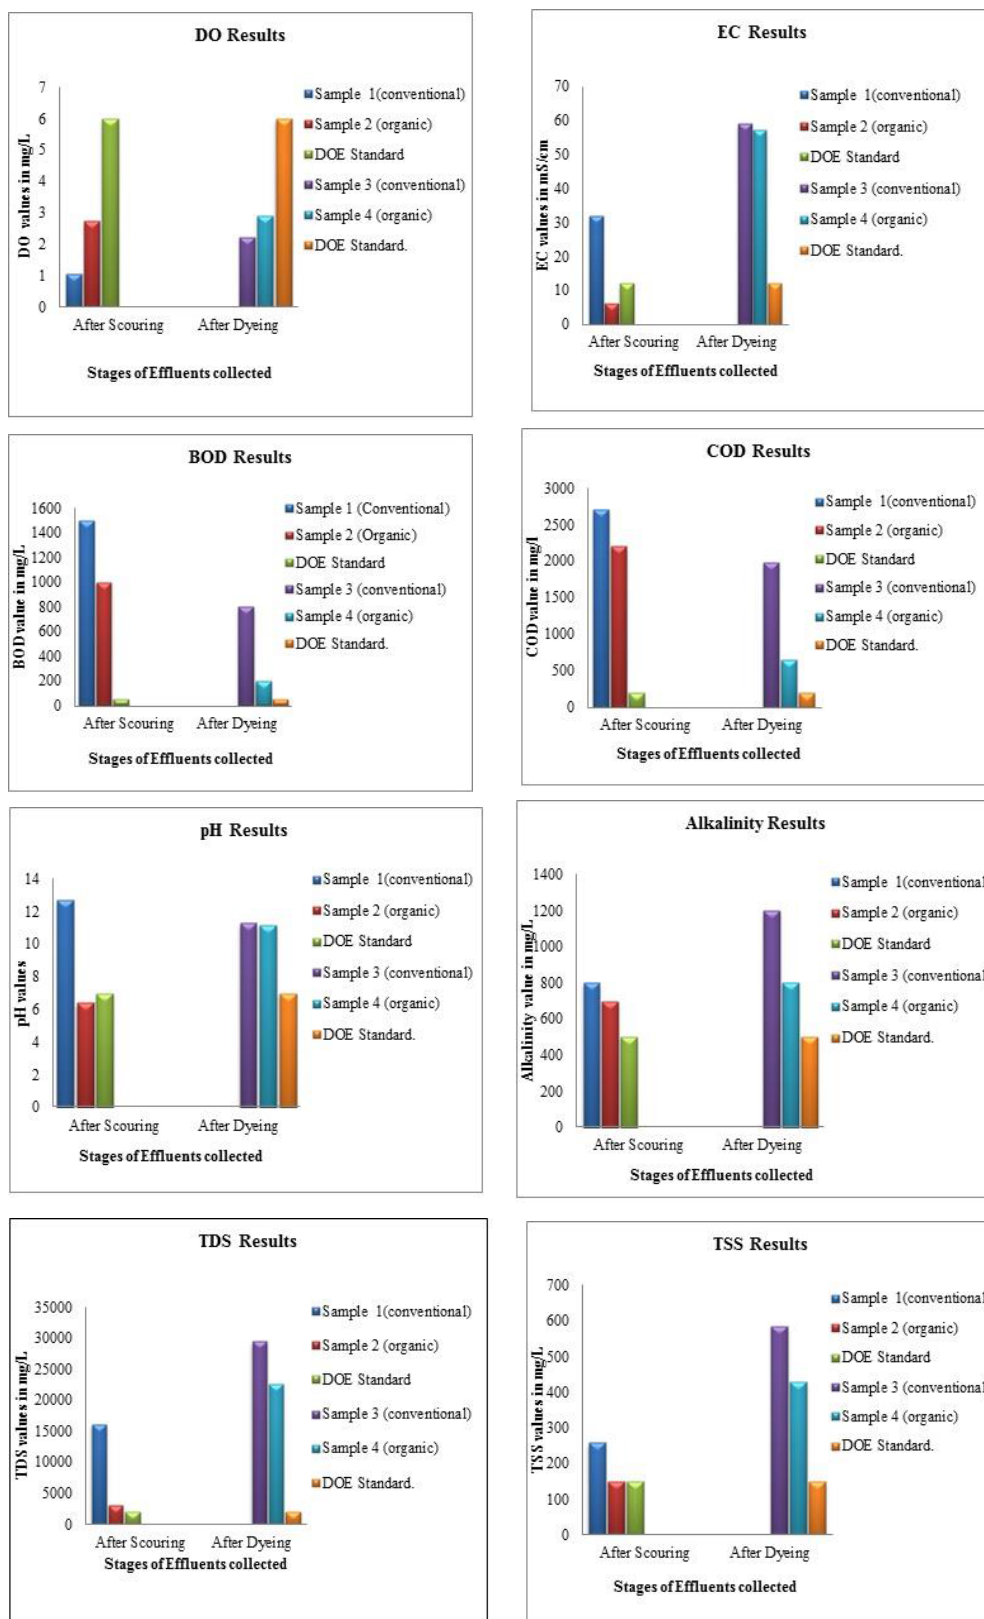 DO Results
DO values in mg/L
7
6
5
4
3
2
1
0
After Scouring
After Dyeing
Stages of Effluents collected
Sample 1(conventional)
Sample 2 (organic)
DOE Standard
Sample 3 (conventional)
Sample 4 (organic)
DOE Standard.
EC Results
EC values in mS/cm
70
60
50
40
30
20
10
0
After Scouring
After Dyeing
Stages of Effluents collected
Sample 1(conventional)
Sample 2 (organic)
DOE Standard
Sample 3 (conventional)
Sample 4 (organic)
DOE Standard.
BOD Results
BOD value in mg/L
1600
1400
1200
1000
800
600
400
200
0
After Scouring
After Dyeing
Stages of Effluents collected
Sample 1 (Conventional)
Sample 2 (Organic)
DOE Standard
Sample 3 (conventional)
Sample 4 (organic)
DOE Standard.
COD Results
COD value in mg/l
3000
2500
2000
1500
1000
500
0
After Scouring
After Dyeing
Stages of Effluents collected
Sample 1(conventional)
Sample 2 (organic)
DOE Standard
Sample 3 (conventional)
Sample 4 (organic)
DOE Standard.
pH Results
pH values
14
12
10
8
6
4
2
0
After Scouring
After Dyeing
Stages of Effluents collected
Sample 1(conventional)
Sample 2 (organic)
DOE Standard
Sample 3 (conventional)
Sample 4 (organic)
DOE Standard.
Alkalinity Results
Alkalinity value in mg/L
1400
1200
1000
800
600
400
200
0
After Scouring
After Dyeing
Stages of Effluents collected
Sample 1(conventional
Sample 2 (organic)
DOE Standard
Sample 3 (conventional
Sample 4 (organic)
DOE Standard.
TDS Results
TDS values in mg/L
35000
30000
25000
20000
15000
10000
5000
0
After Scouring
After Dyeing
Stages of Effluents collected
Sample 1(conventional)
Sample 2 (organic)
DOE Standard
Sample 3 (conventional)
Sample 4 (organic)
DOE Standard.
TSS Results
TSS values in mg/L
700
600
500
400
300
200
100
0
After Scouring
After Dyeing
Stages of Effluents collected
Sample 1(conventional
Sample 2 (organic)
DOE Standard
Sample 3 (conventional
Sample 4 (organic)
DOE Standard.